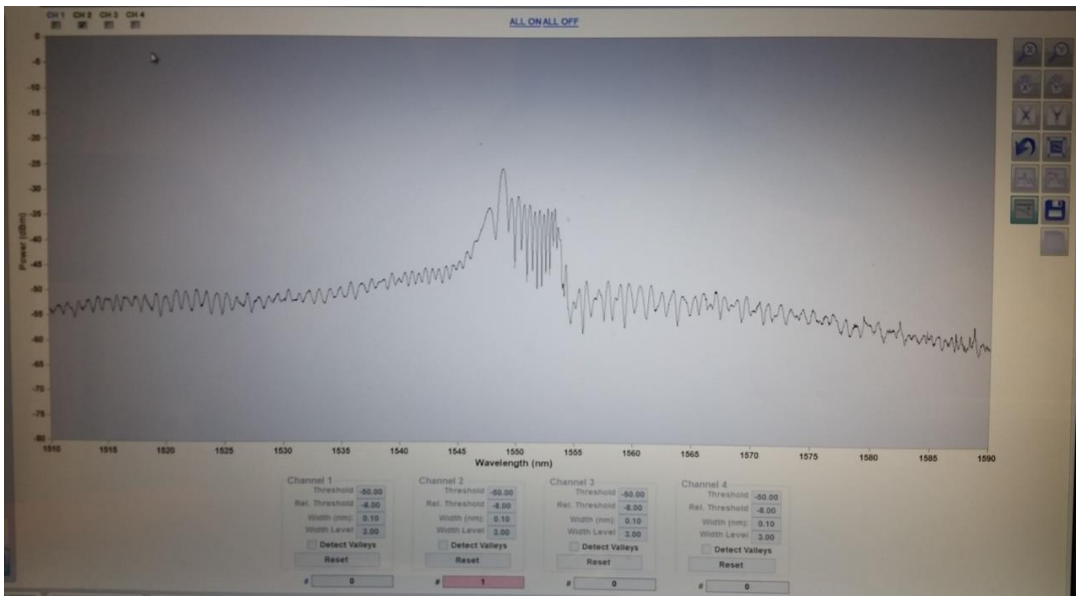 CH 1 CH 2 CH 3 CH 4
ALL ON ALL OFF
0
-5
-10
-15
-20
-25
-30
-35
-40
-45
-50
-55
-60
-65
-70
-75
-80
Power (dBm)
1510 1515 1520 1525 1530 1535 1540 1545 1550 1555 1560 1565 1570 1575 1580 1585 1590
Wavelength (nm)
Channel 1
Threshold -50.00
Rel. Threshold -8.00
Width (nm): 0.10
Width Level 3.00
Detect Valleys
Reset
# 0
Channel 2
Threshold -50.00
Rel. Threshold -8.00
Width (nm): 0.10
Width Level 3.00
Detect Valleys
Reset
# 1
Channel 3
Threshold -50.00
Rel. Threshold -8.00
Width (nm): 0.10
Width Level 3.00
Detect Valleys
Reset
# 0
Channel 4
Threshold -50.00
Rel. Threshold -8.00
Width (nm): 0.10
Width Level 3.00
Detect Valleys
Reset
# 0
X Y
X Y
X Y